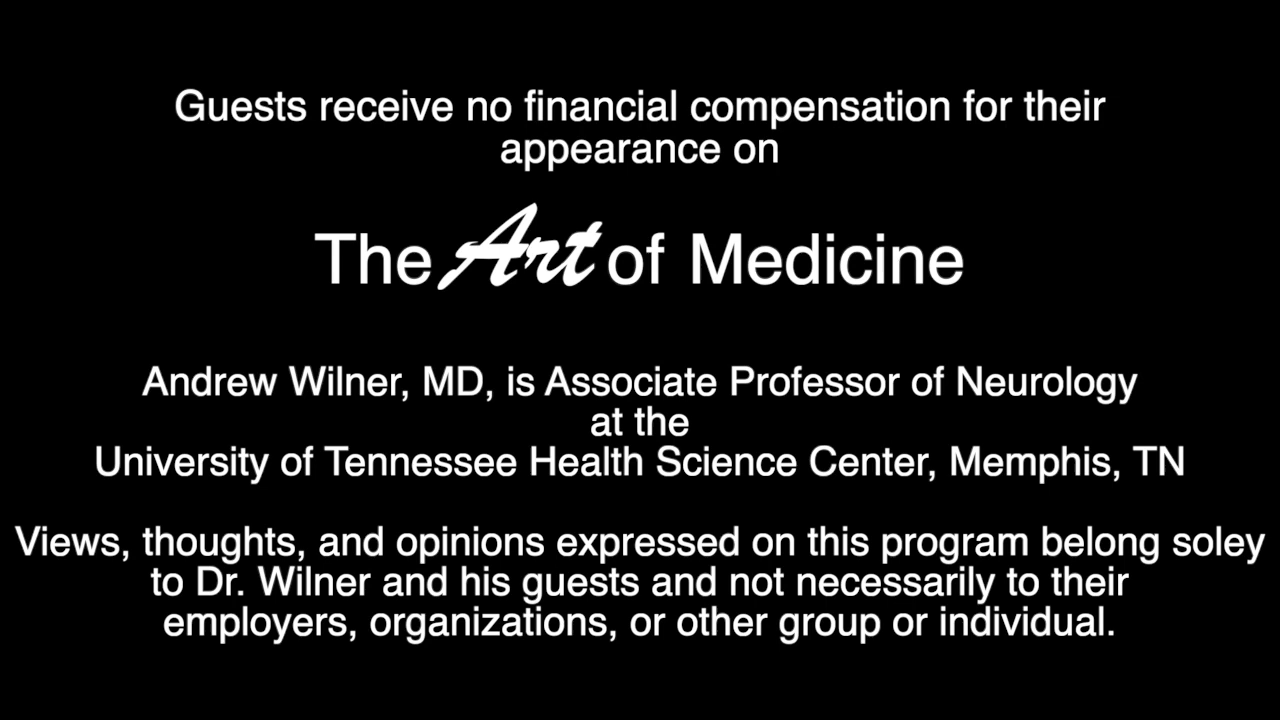 Guests receive no financial compensation for their
appearance on
The Art of Medicine
Andrew Wilner, MD, is Associate Professor of Neurology
at the
University of Tennessee Health Science Center, Memphis, TN
Views, thoughts, and opinions expressed on this program belong soley
to Dr. Wilner and his guests and not necessarily to their
employers, organizations, or other group or individual.